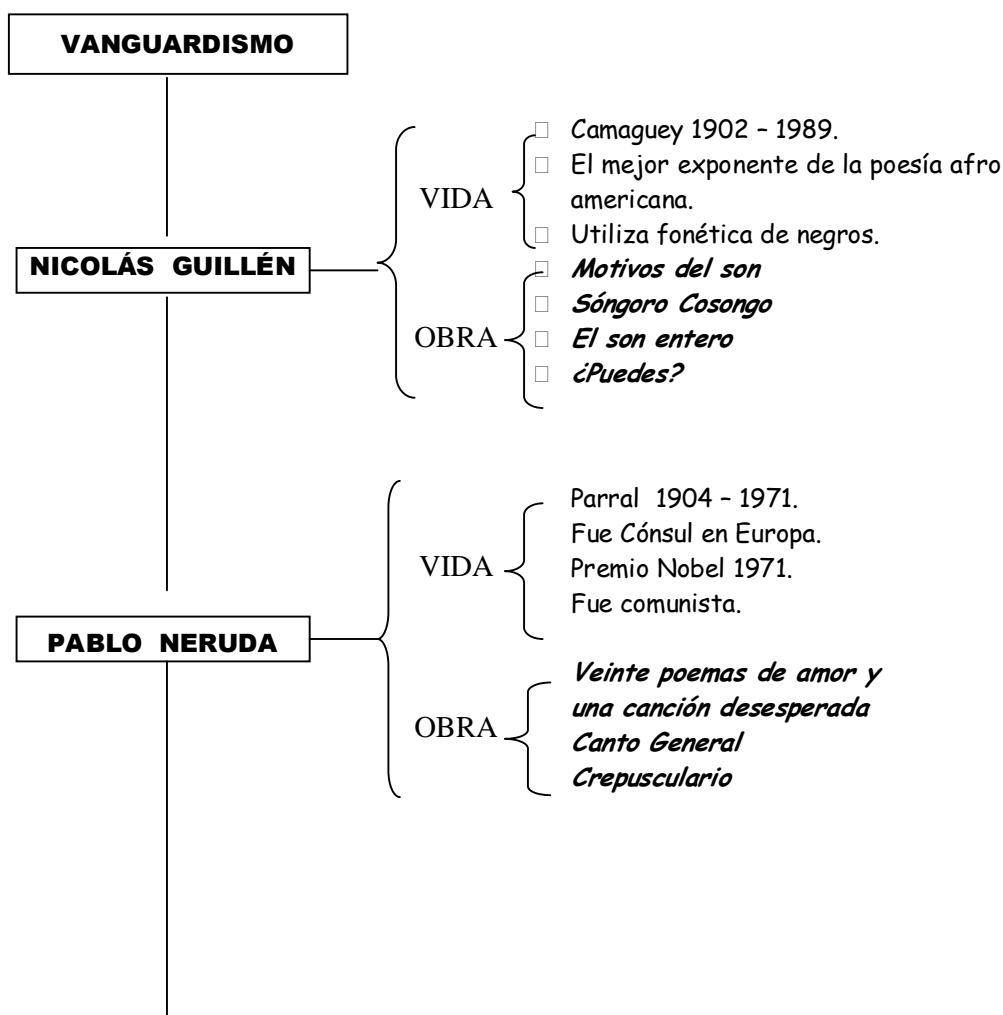 VANGUARDISMO
NICOLÁS GUILLÉN
VIDA
Camaguey 1902 – 1989.
El mejor exponente de la poesía afro
americana.
Utiliza fonética de negros.
OBRA
Motivos del son
Sóngoro Cosongo
El son entero
¿Puedes?
PABLO NERUDA
VIDA
Parral 1904 – 1971.
Fue Cónsul en Europa.
Premio Nobel 1971.
Fue comunista.
OBRA
Veinte poemas de amor y
una canción desesperada
Canto General
Crepusculario